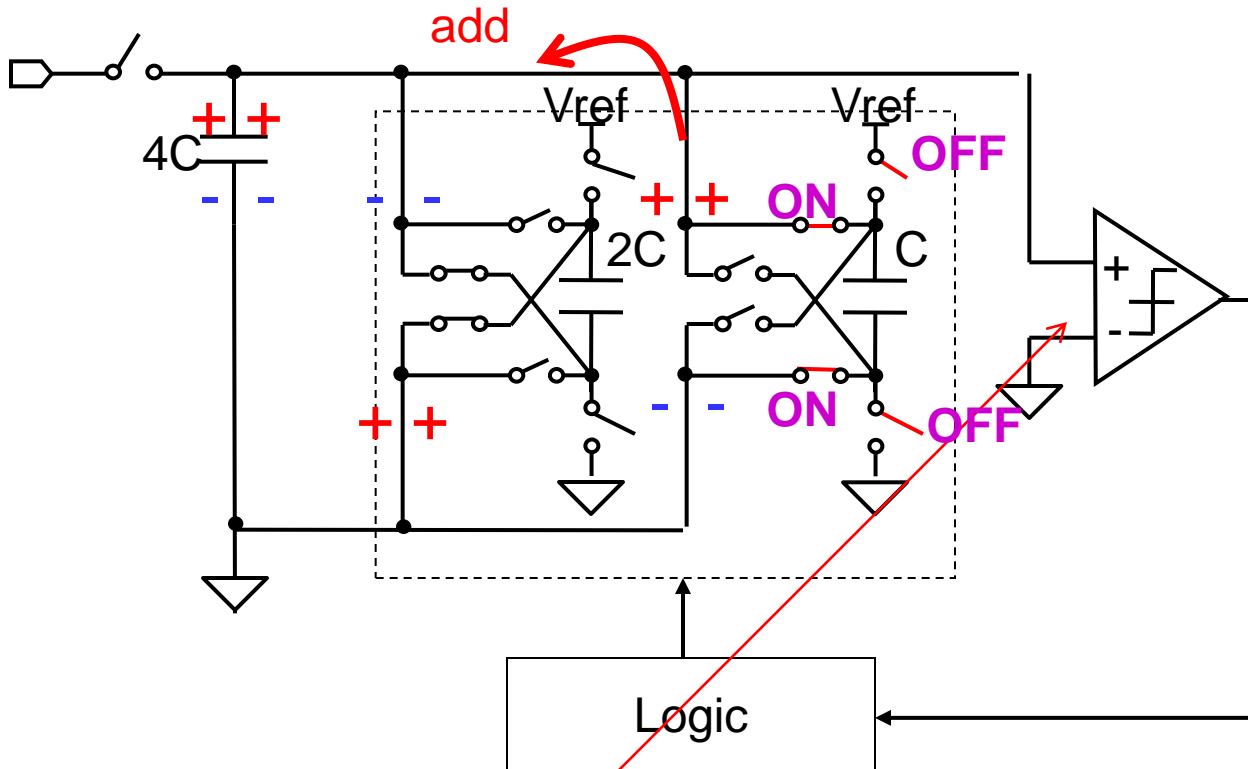 add
Vref Vref
OFF
4C
+ +
- - - - + + ON
2C C
+
-
+ + - - ON OFF
Logic